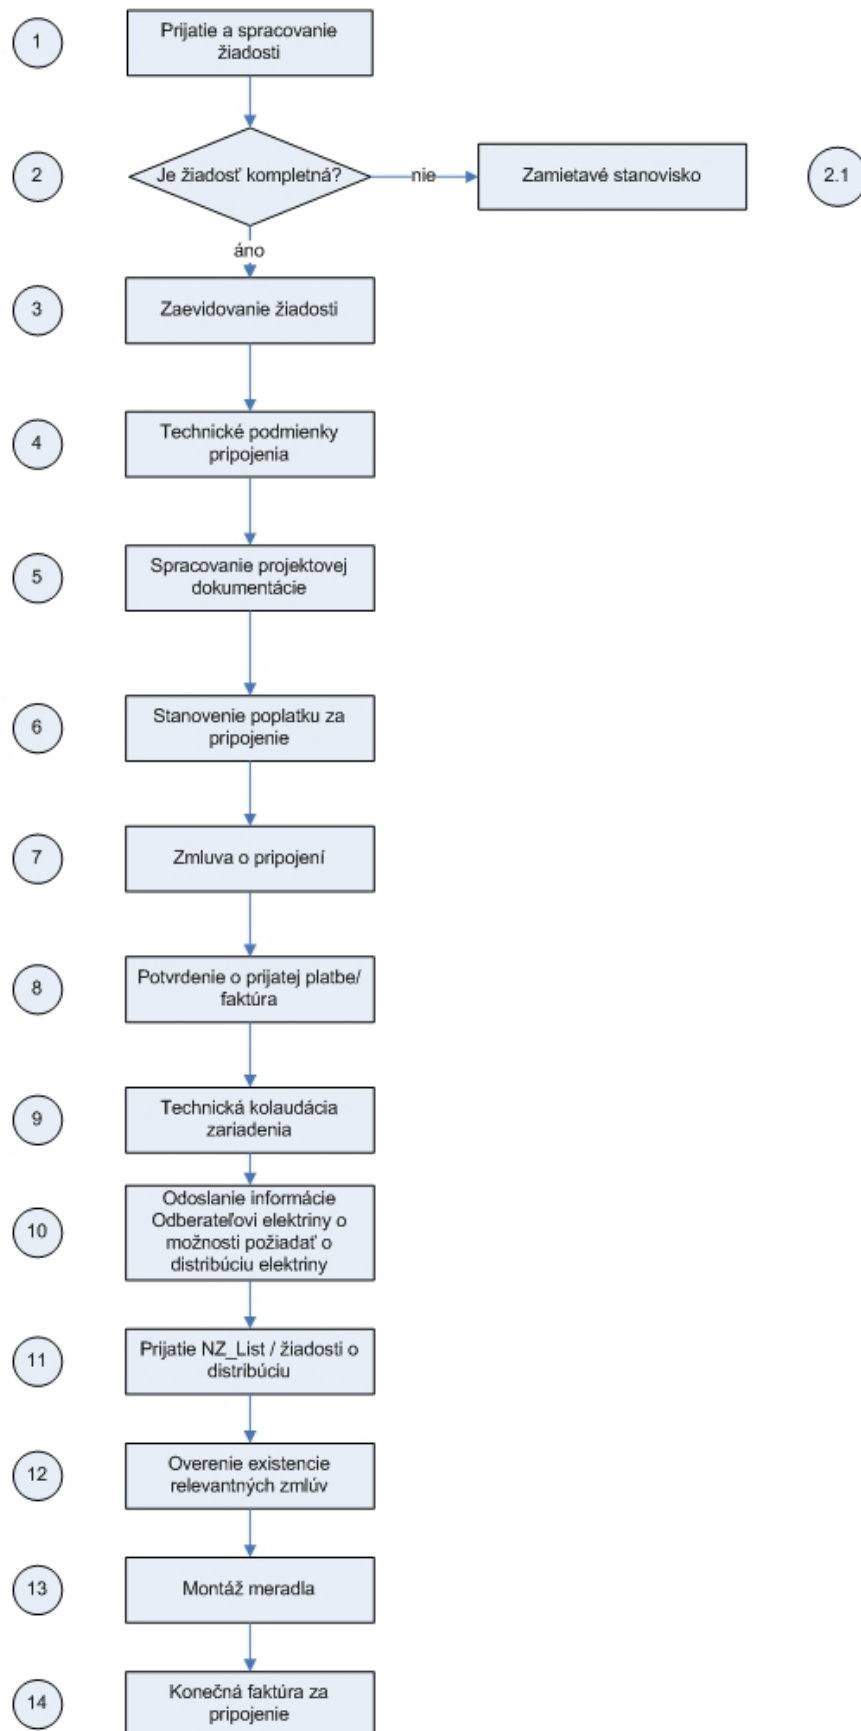 1
Prijatie a spracovanie
žiadosti
2
Je žiadosť kompletná?
nie
Zamietavé stanovisko
2.1
áno
3
Zaevidovanie žiadosti
4
Technické podmienky
pripojenia
5
Spracovanie projektovej
dokumentácie
6
Stanovenie poplatku za
pripojenie
7
Zmluva o pripojení
8
Potvrdenie o prijatej platbe/
faktúra
9
Technická kolaudácia
zariadenia
10
Odoslanie informácie
Odberateľovi elektriny o
možnosti požiadať o
distribúciu elektriny
11
Prijatie NZ_List / žiadosti o
distribúciu
12
Overenie existencie
relevantných zmlúv
13
Montáž meradla
14
Konečná faktúra za
pripojenie